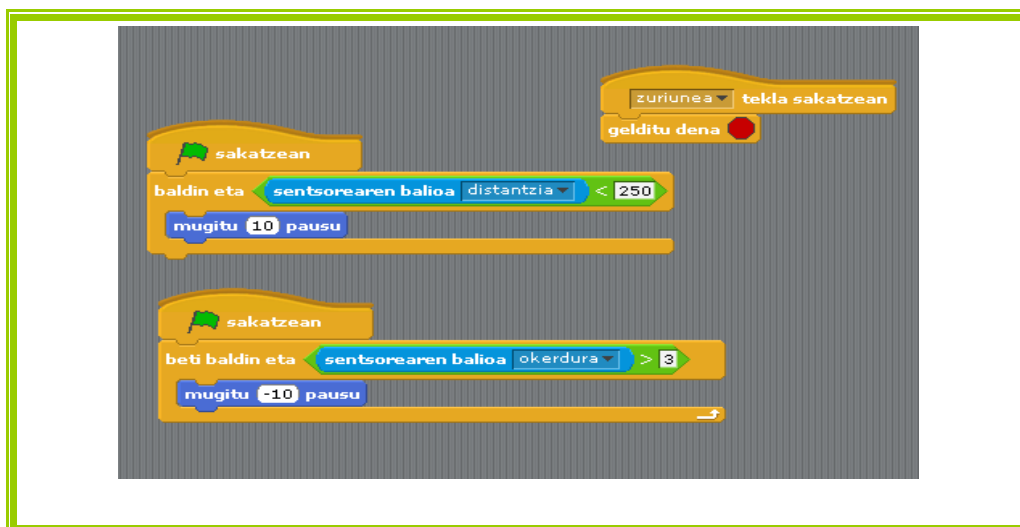 zuriunea tekla sakatzean
gelditu dena
sakatzean
baldin eta sentsorearen balioa distantzia < 250
mugitu 10 pausu
sakatzean
beti baldin eta sentsorearen balioa okerdura > 3
mugitu -10 pausu